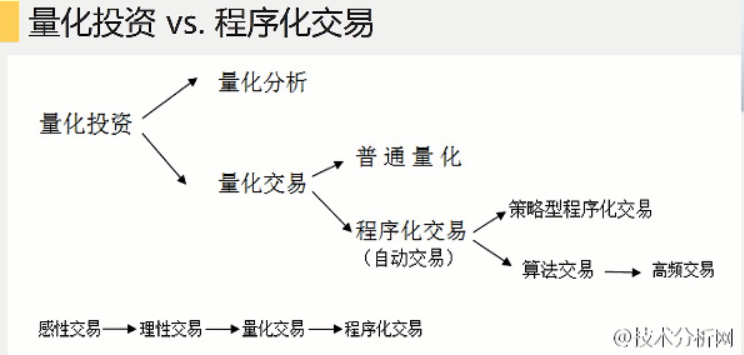 量化投资 vs. 程序化交易
量化分析
量化投资
普通量化
量化交易
策略型程序化交易
程序化交易
（自动交易）
算法交易
高频交易
感性交易
理性交易
量化交易
程序化交易
@技术分析网